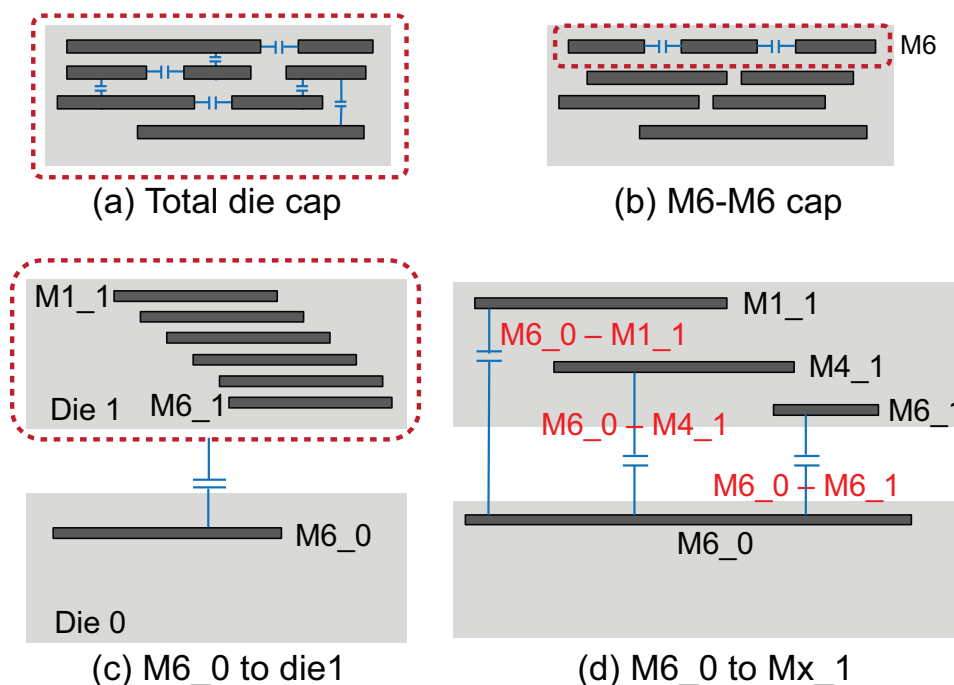 M6
(a) Total die cap
(b) M6-M6 cap
M1_1
M6_1
Die 1
M6_0
Die 0
(c) M6_0 to die1
M1_1
M6_0 – M1_1
M4_1
M6_1
M6_0 – M4_1
M6_0 – M6_1
M6_0
(d) M6_0 to Mx_1